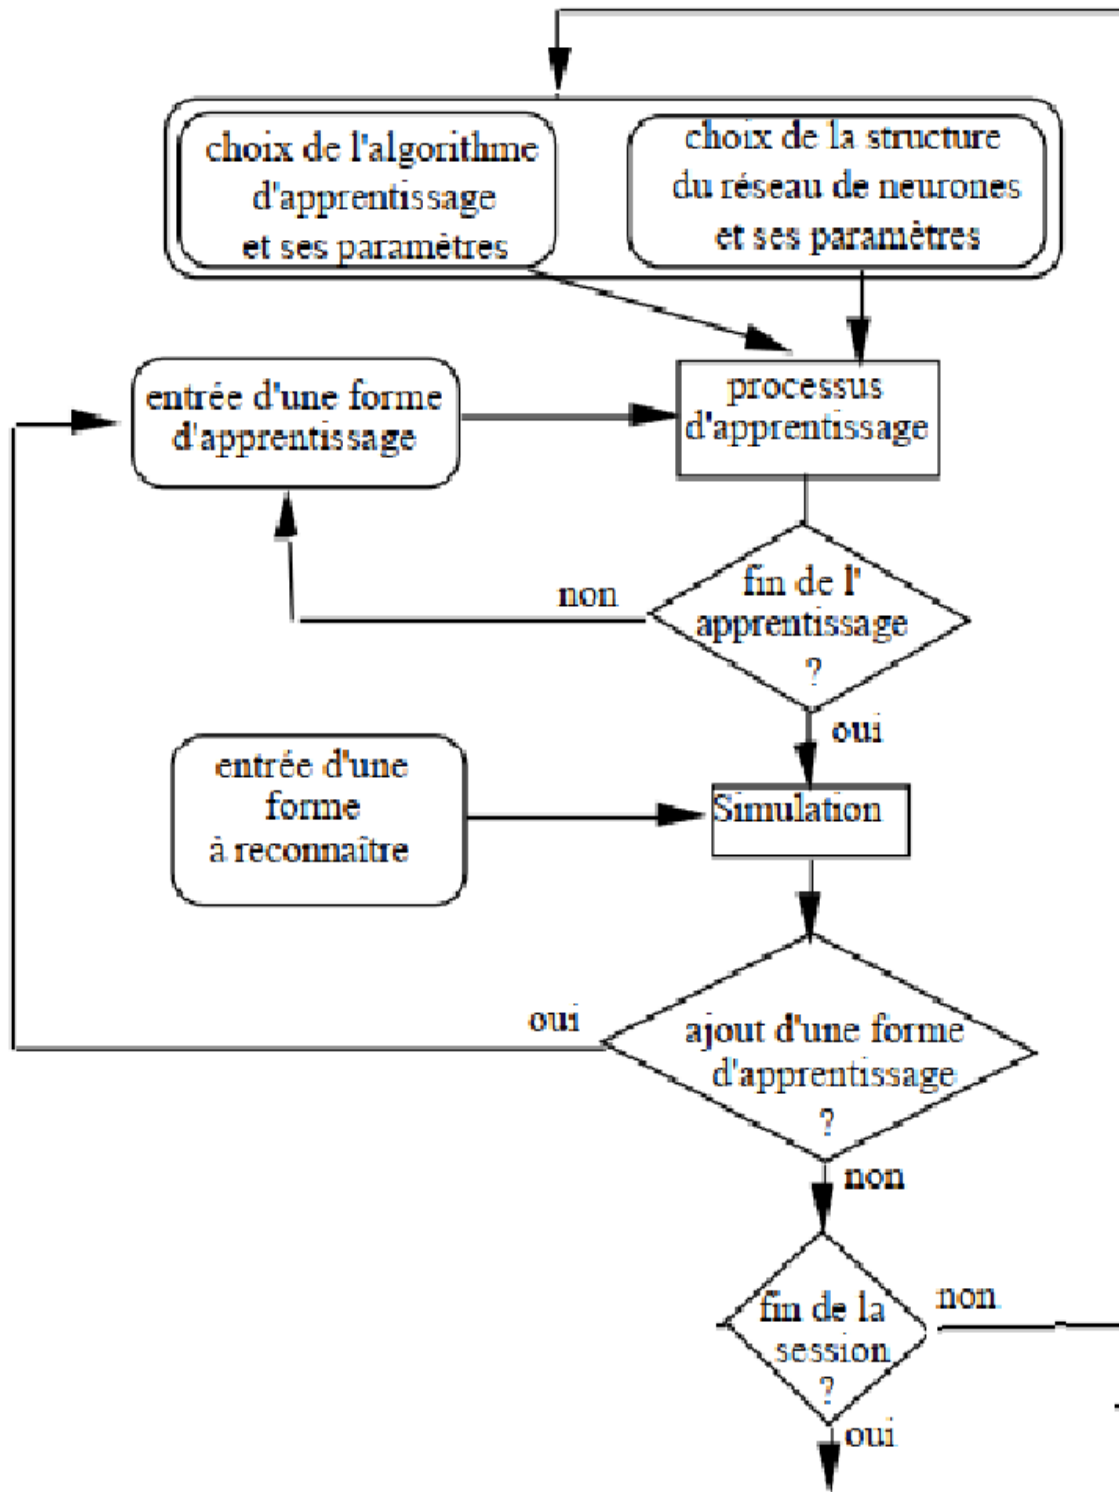 choix de l'algorithme
d'apprentissage
et ses paramètres
choix de la structure
du réseau de neurones
et ses paramètres
entrée d'une forme
d'apprentissage
processus
d'apprentissage
fin de l'
apprentissage
?
non
oui
entrée d'une
forme
à reconnaître
Simulation
oui
ajout d'une forme
d'apprentissage
?
non
fin de la
session
?
non
oui